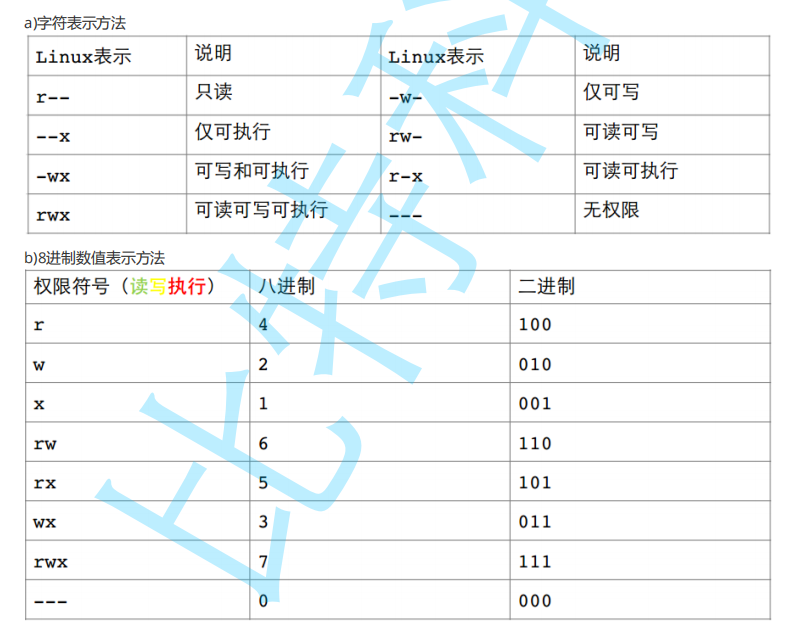 a)字符表示方法
Linux表示 说明 Linux表示 说明
r-- 只读 -w- 仅可写
--x 仅可执行 rw- 可读可写
-wx 可写和可执行 r-x 可读可执行
rwx 可读可写可执行 --- 无权限
b)8进制数值表示方法
权限符号（读写执行） 八进制 二进制
r 4 100
w 2 010
x 1 001
rw 6 110
rx 5 101
wx 3 011
rwx 7 111
--- 0 000
比特科